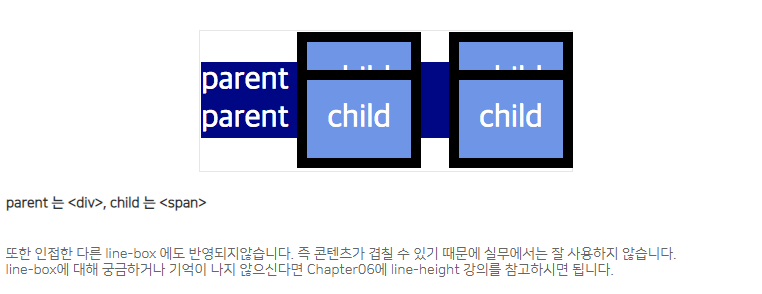 parent child child
parent child child
parent 는 <div>, child 는 <span>
또한 인접한 다른 line-box 에도 반영되지않습니다. 즉 콘텐츠가 겹칠 수 있기 때문에 실무에서는 잘 사용하지 않습니다.
line-box에 대해 궁금하거나 기억이 나지 않으신다면 Chapter06에 line-height 강의를 참고하시면 됩니다.